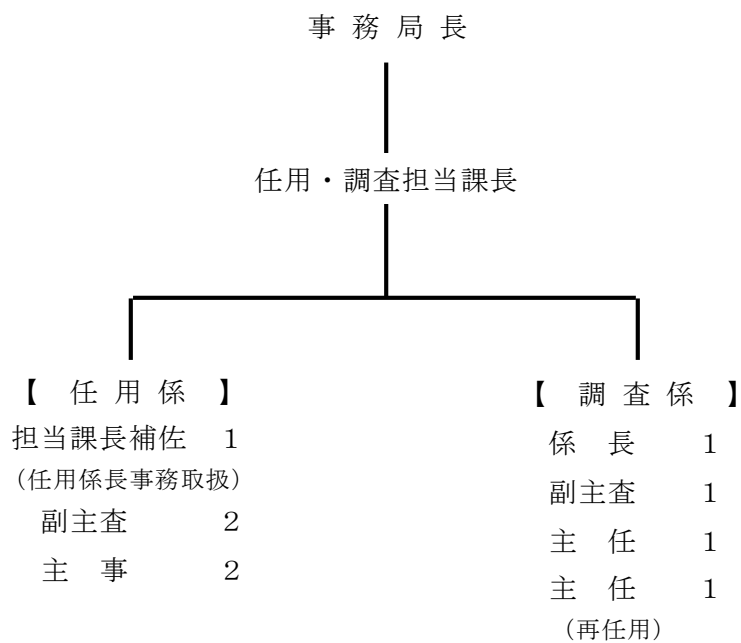 事 務 局 長
任用・調査担当課長
【 任 用 係 】
担当課長補佐 1
(任用係長事務取扱)
副主査 2
主 事 2
【 調 査 係 】
係 長 1
副主査 1
主 任 1
主 任 1
(再任用)